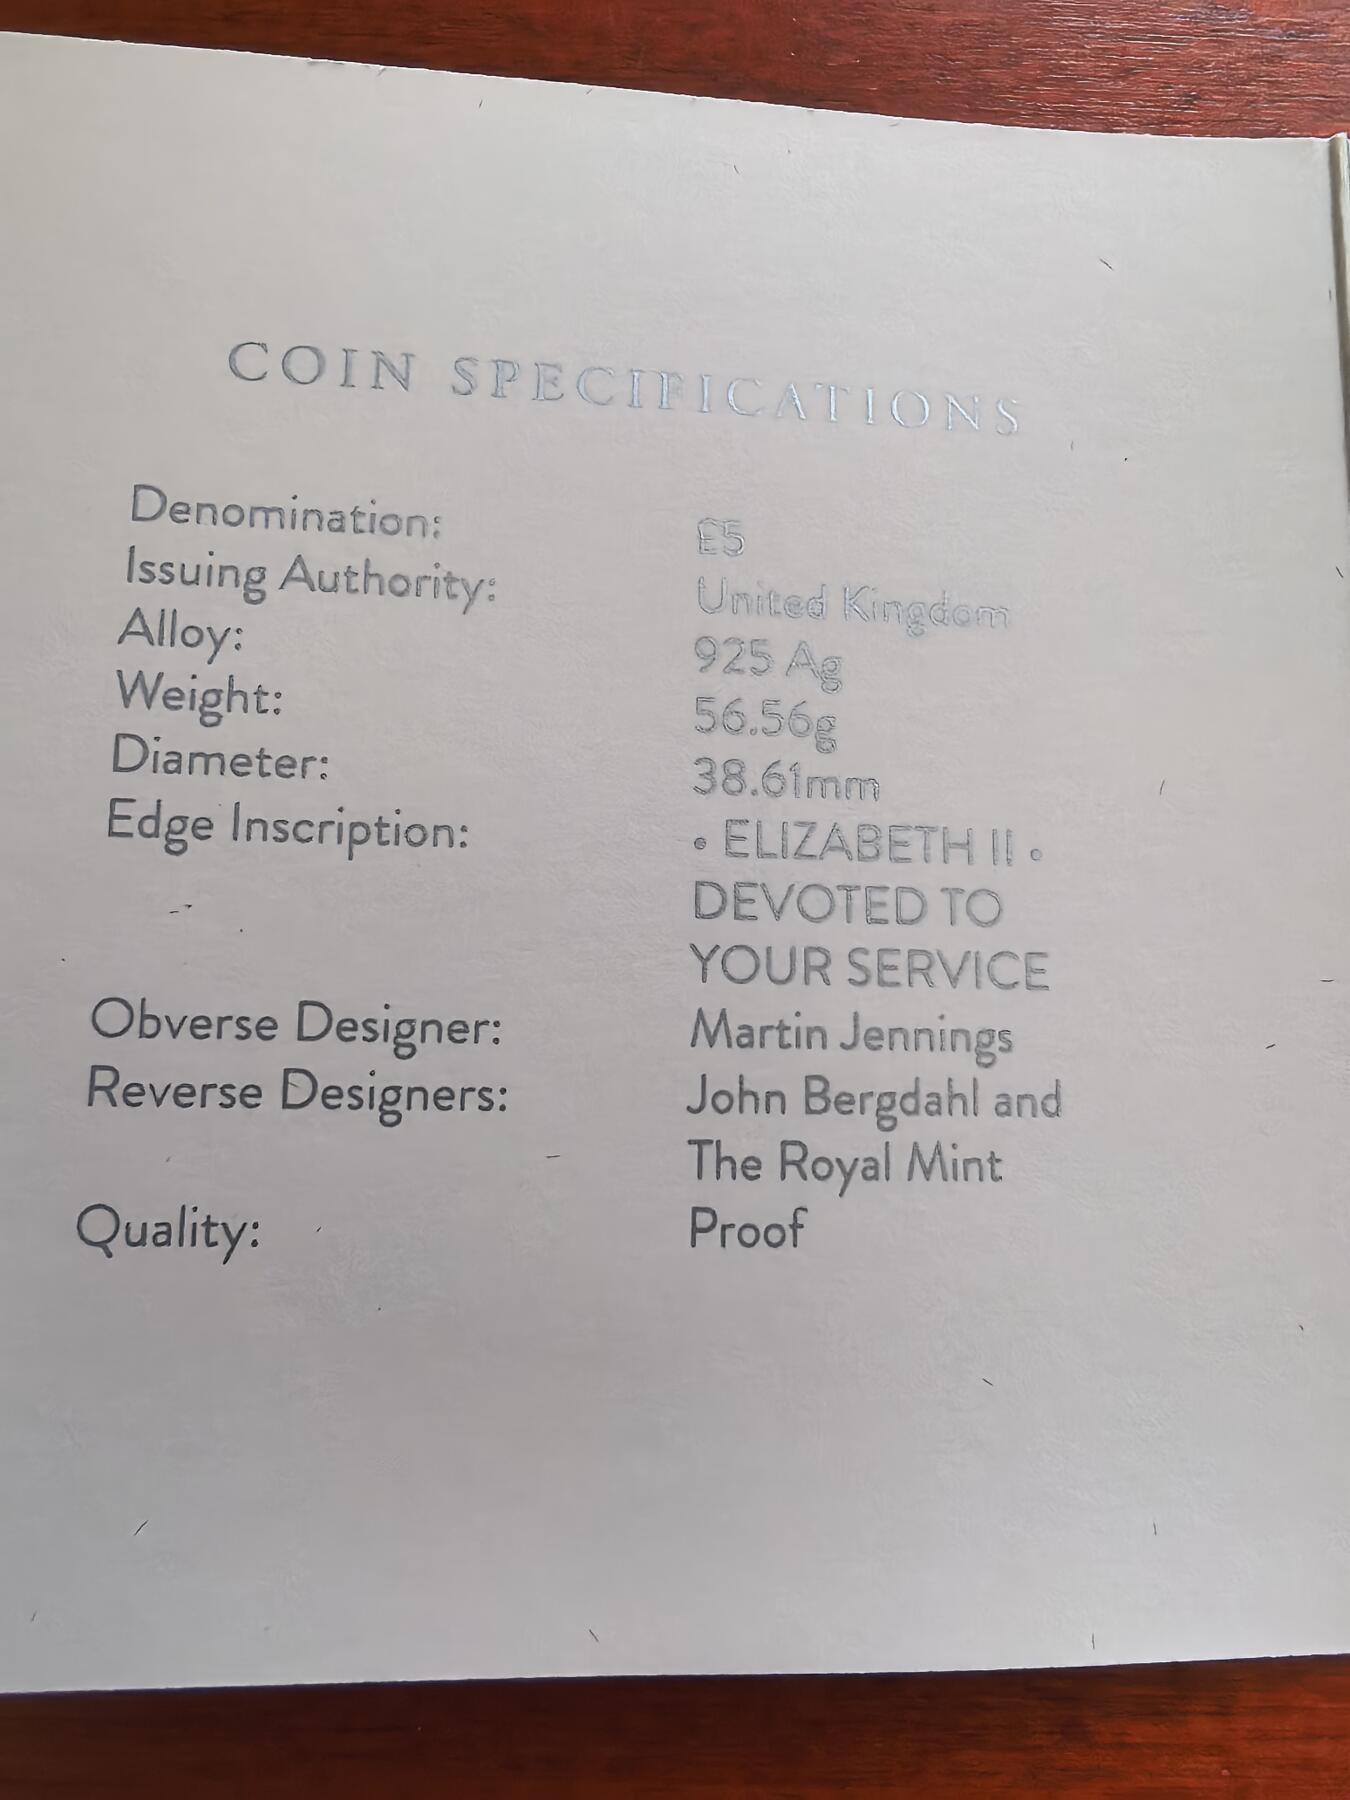 COIN SPECIFICATIONS
Denomination: £5
Issuing Authority: United Kingdom
Alloy: 925 Ag
Weight: 56.56g
Diameter: 38.61mm
Edge Inscription: • ELIZABETH II •
DEVOTED TO
YOUR SERVICE
Obverse Designer: Martin Jennings
Reverse Designers: John Bergdahl and
The Royal Mint
Quality: Proof